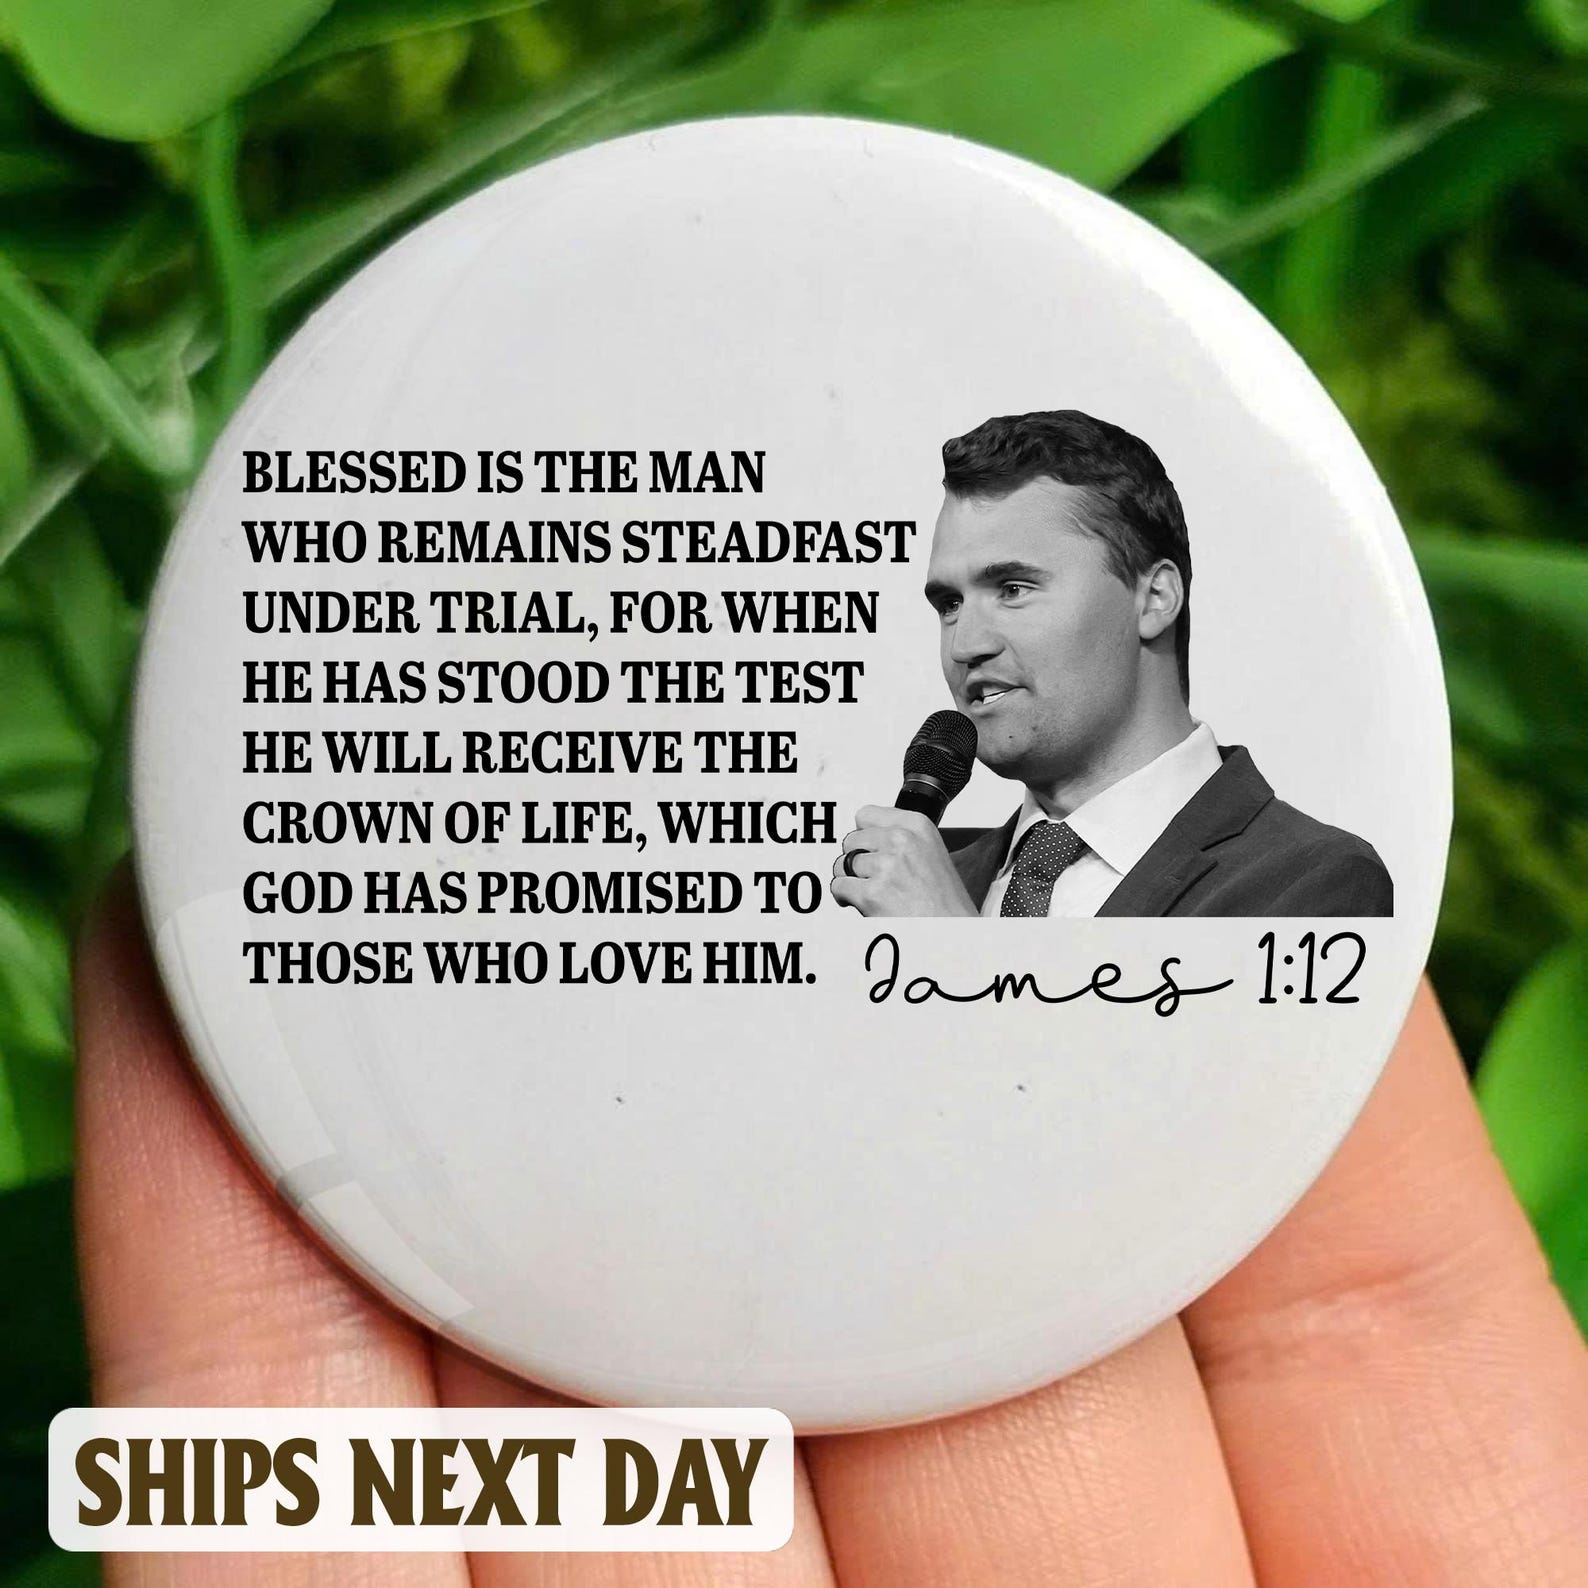 BLESSED IS THE MAN
WHO REMAINS STEADFAST
UNDER TRIAL, FOR WHEN
HE HAS STOOD THE TEST
HE WILL RECEIVE THE
CROWN OF LIFE, WHICH
GOD HAS PROMISED TO
THOSE WHO LOVE HIM.
James 1:12
SHIPS NEXT DAY